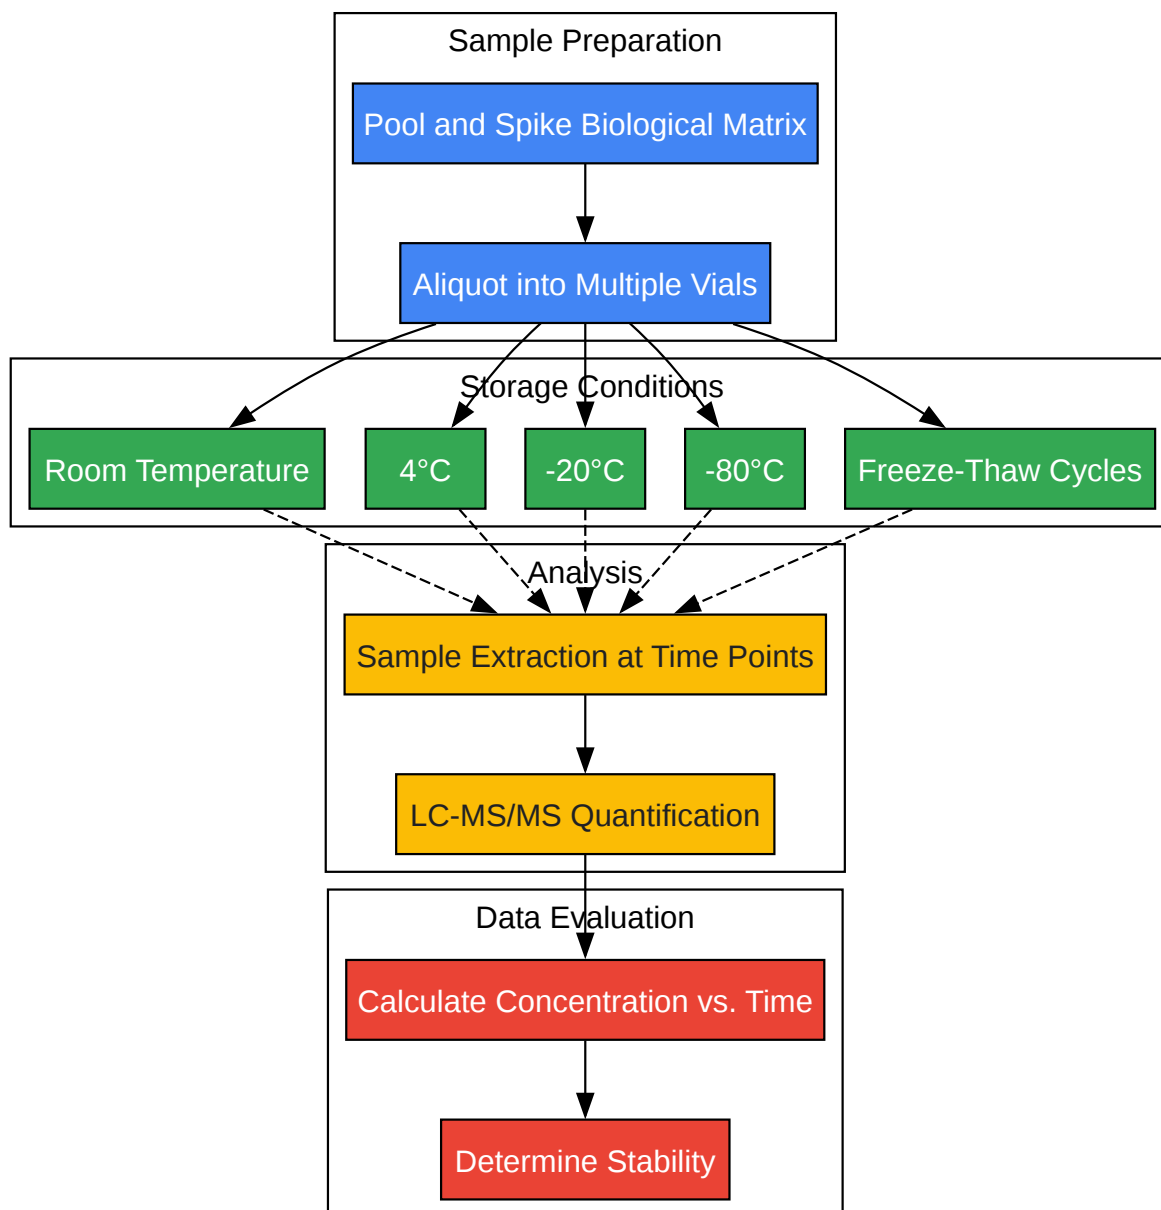 Sample Preparation
Pool and Spike Biological Matrix
Aliquot into Multiple Vials
Storage Conditions
Room Temperature
4°C
-20°C
-80°C
Freeze-Thaw Cycles
Analysis
Sample Extraction at Time Points
LC-MS/MS Quantification
Data Evaluation
Calculate Concentration vs. Time
Determine Stability